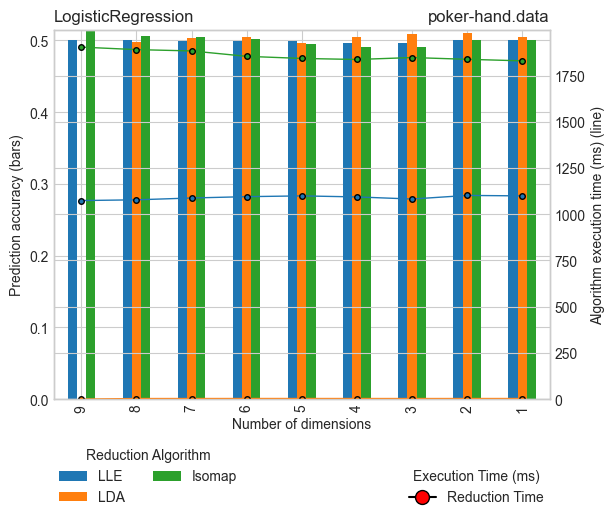 LogisticRegression poker-hand.data
0.5
0.4
0.3
0.2
0.1
0.0
Prediction accuracy (bars)
1750
1500
1250
1000
750
500
250
0
Algorithm execution time (ms) (line)
9 8 7 6 5 4 3 2 1
Number of dimensions
Reduction Algorithm
LLE
LDA
Isomap
Execution Time (ms)
Reduction Time